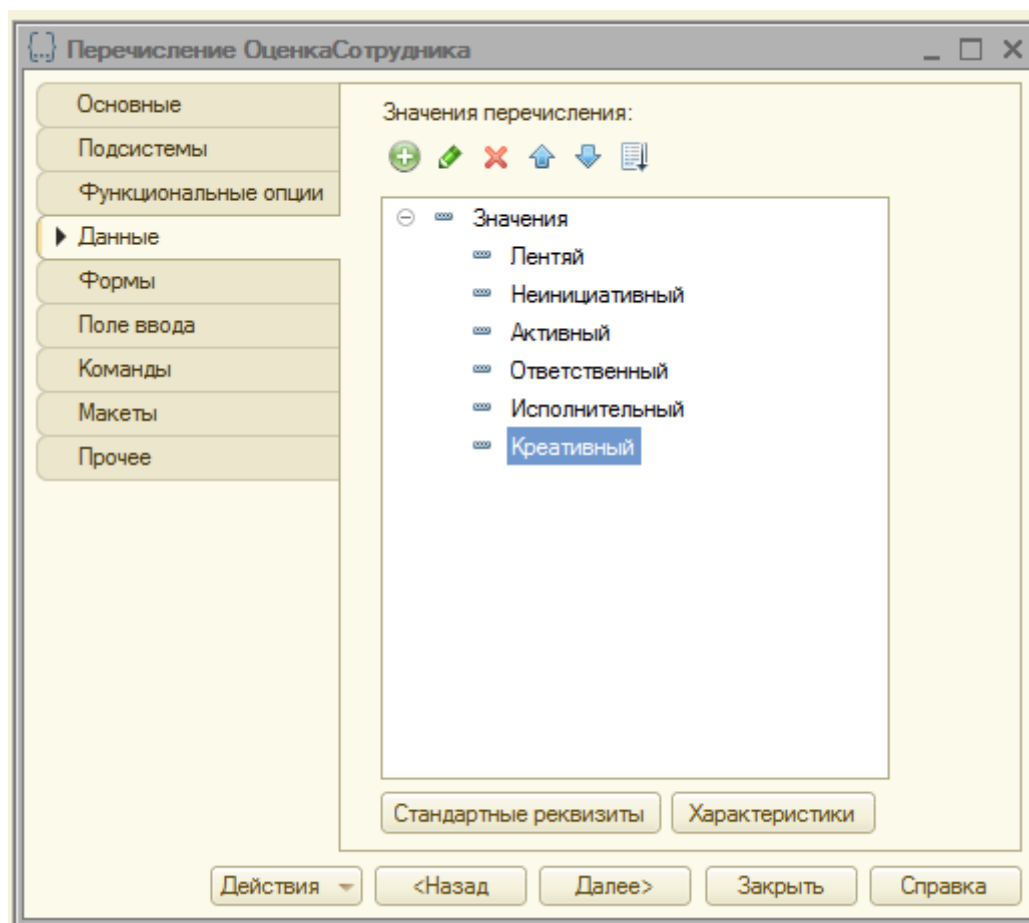 Перечисление ОценкаСотрудника
Основные
Подсистемы
Функциональные опции
Данные
Формы
Поле ввода
Команды
Макеты
Прочее
Значения перечисления:
Значения
Лентяй
Неинициативный
Активный
Ответственный
Исполнительный
Креативный
Стандартные реквизиты
Характеристики
Действия
<Назад
Далее>
Закрыть
Справка